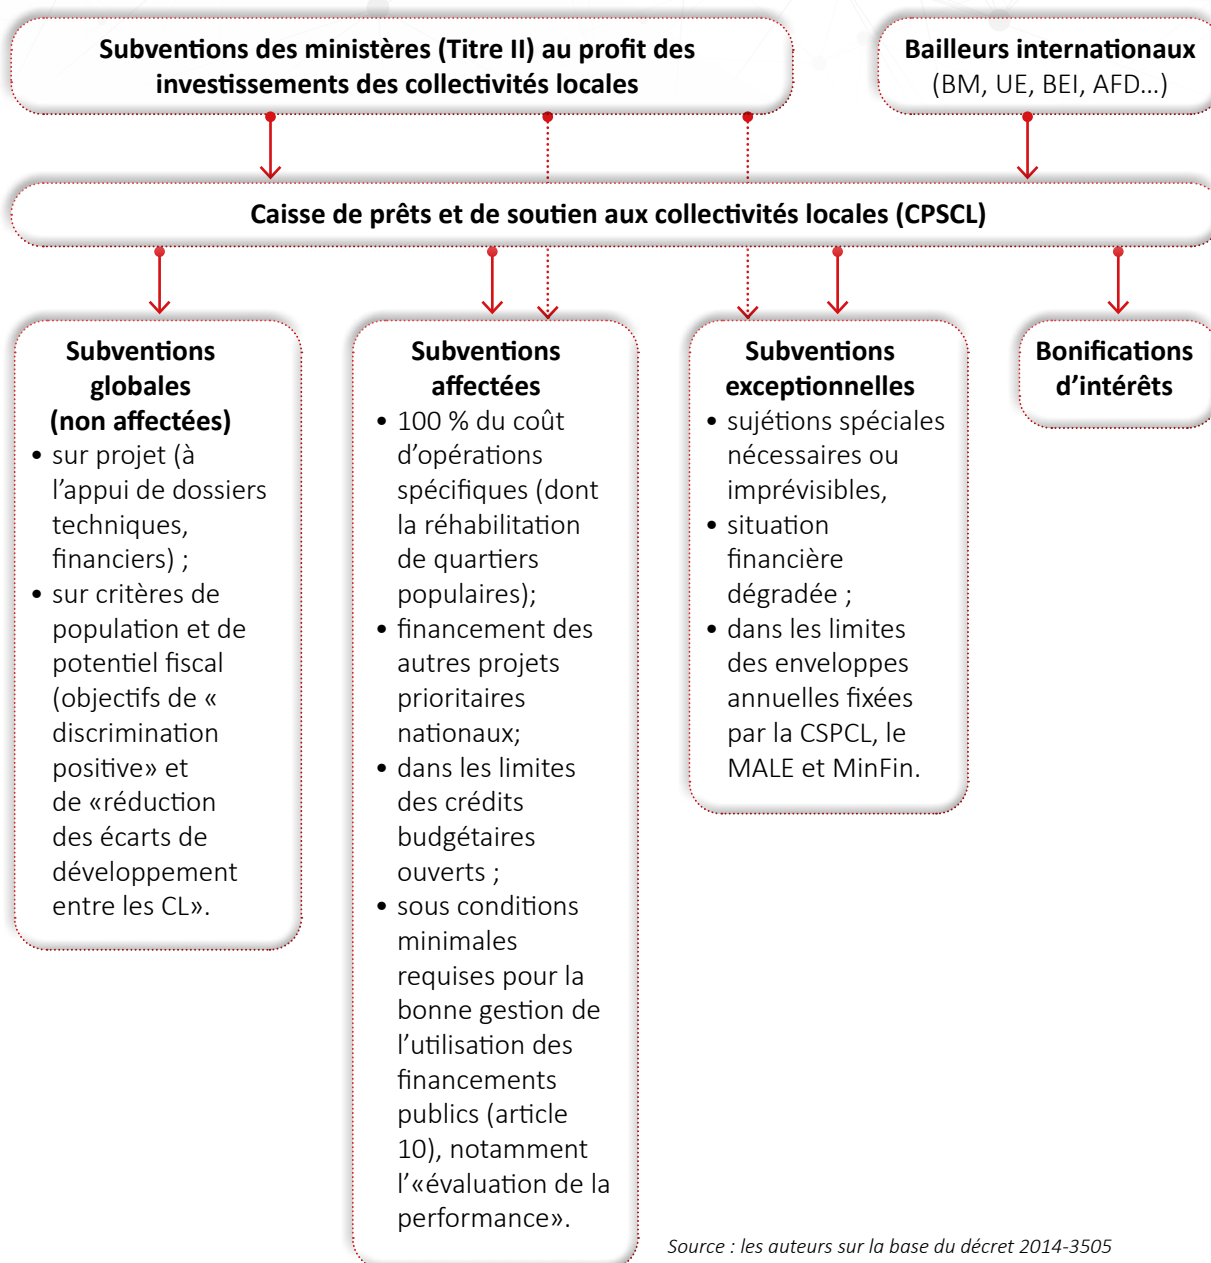 Subventions des ministères (Titre II) au profit des
investissements des collectivités locales
Bailleurs internationaux
(BM, UE, BEI, AFD...)
Caisse de prêts et de soutien aux collectivités locales (CPSCL)
Subventions
globales
(non affectées)
• sur projet (à
l'appui de dossiers
techniques,
financiers) ;
• sur critères de
population et de
potentiel fiscal
(objectifs de «
discrimination
positive» et
de «réduction
des écarts de
développement
entre les CL».
Subventions
affectées
• 100 % du coût
d'opérations
spécifiques (dont
la réhabilitation
de quartiers
populaires);
• financement des
autres projets
prioritaires
nationaux;
• dans les limites
des crédits
budgétaires
ouverts ;
• sous conditions
minimales
requises pour la
bonne gestion de
l'utilisation des
financements
publics (article
10), notamment
l'«évaluation de la
performance».
Subventions
exceptionnelles
• sujétions spéciales
nécessaires ou
imprévisibles,
• situation
financière
dégradée ;
• dans les limites
des enveloppes
annuelles fixées
par la CSPCL, le
MALE et MinFin.
Bonifications
d'intérêts
Source : les auteurs sur la base du décret 2014-3505